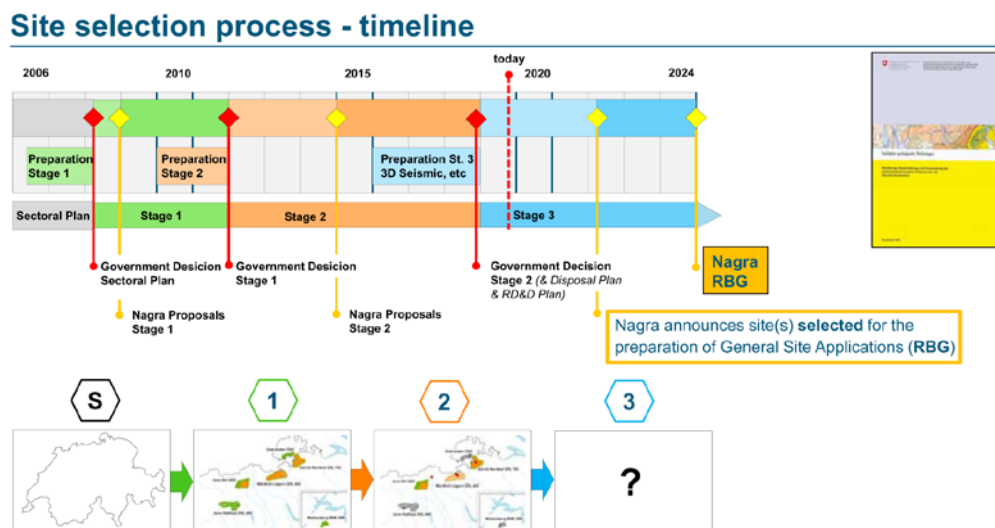 Site selection process - timeline
today
2006 2010 2015 2020 2024
Preparation
Stage 1
Preparation
Stage 2
Preparation St. 3
3D Seismic, etc
Sectoral Plan
Stage 1
Stage 2
Stage 3
Government Desicion
Sectoral Plan
Government Desicion
Stage 1
Government Decision
Stage 2 (& Disposal Plan
& RD&D Plan)
Nagra
RBG
Nagra Proposals
Stage 1
Nagra Proposals
Stage 2
Nagra announces site(s) selected for the
preparation of General Site Applications (RBG)
S
1
2
3
?